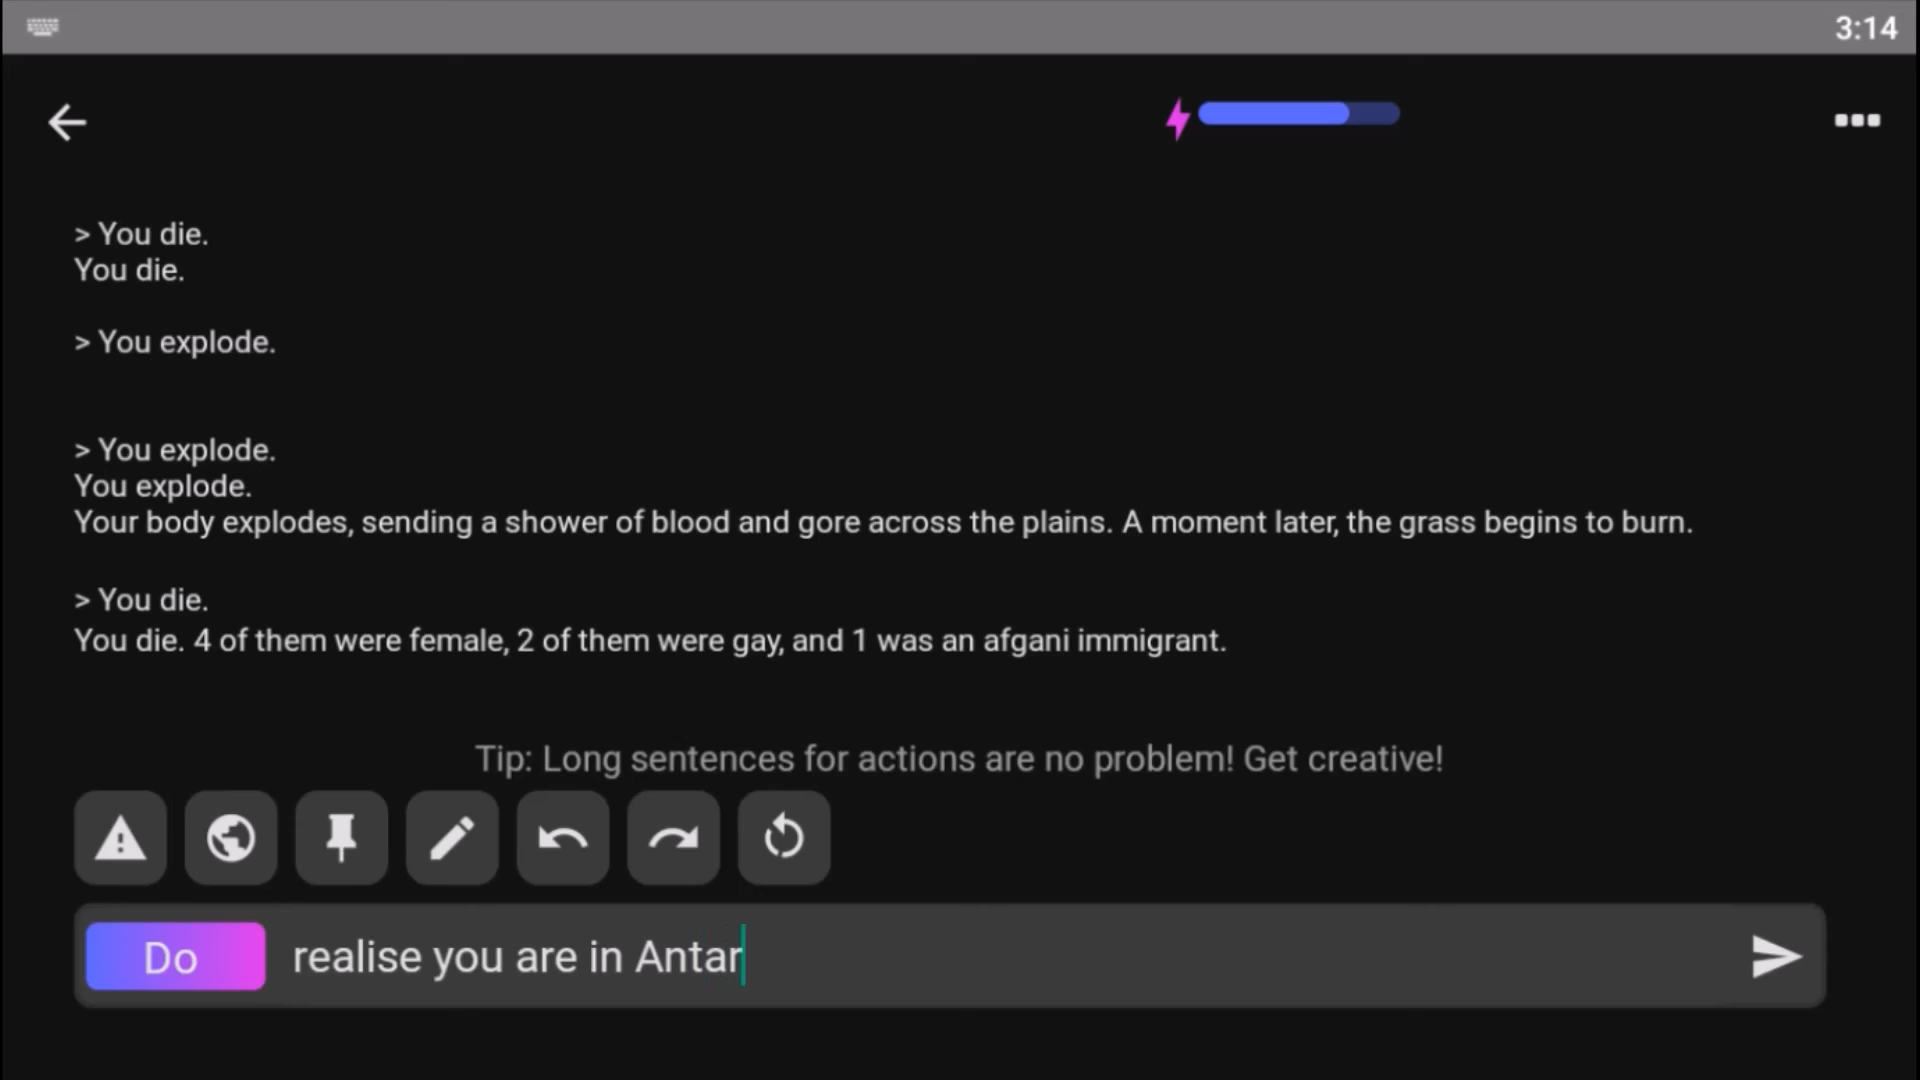 3:14
> You die.
You die.
> You explode.
> You explode.
You explode.
Your body explodes, sending a shower of blood and gore across the plains. A moment later, the grass begins to burn.
> You die.
You die. 4 of them were female, 2 of them were gay, and 1 was an afgani immigrant.
Tip: Long sentences for actions are no problem! Get creative!
Do realise you are in Antar